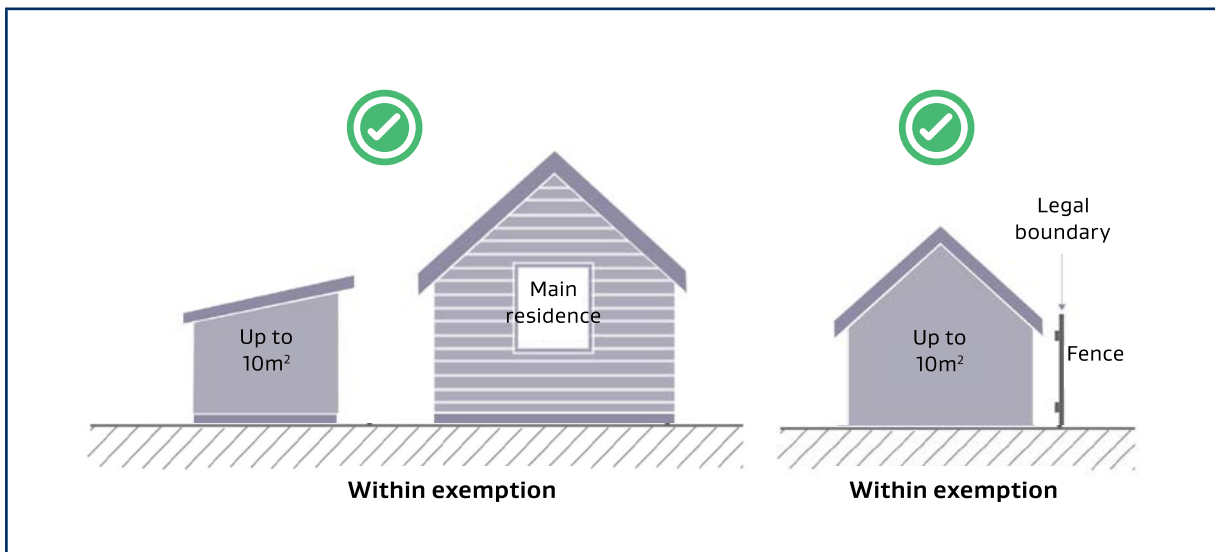 Legal
boundary
Main
residence
Up to
10m²
Up to
10m²
Fence
Within exemption
Within exemption